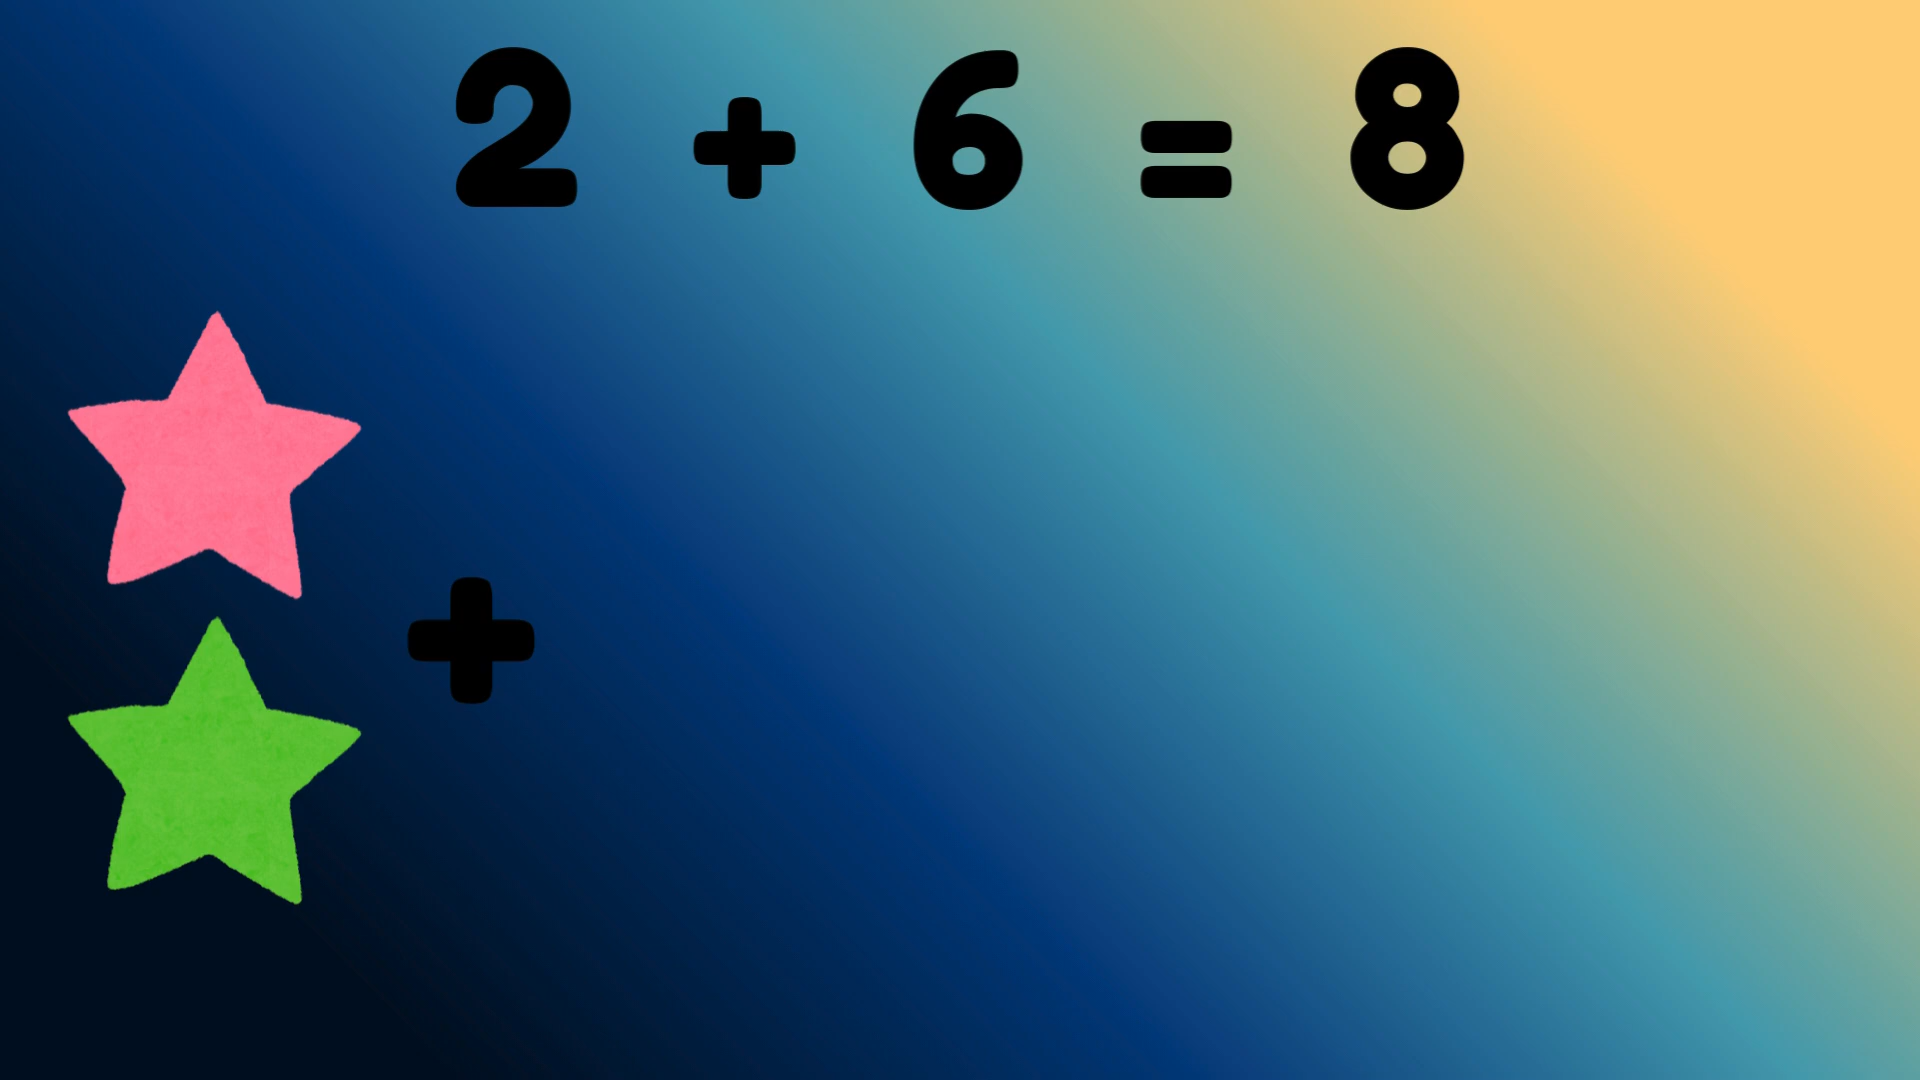 2 + 6 = 8
+